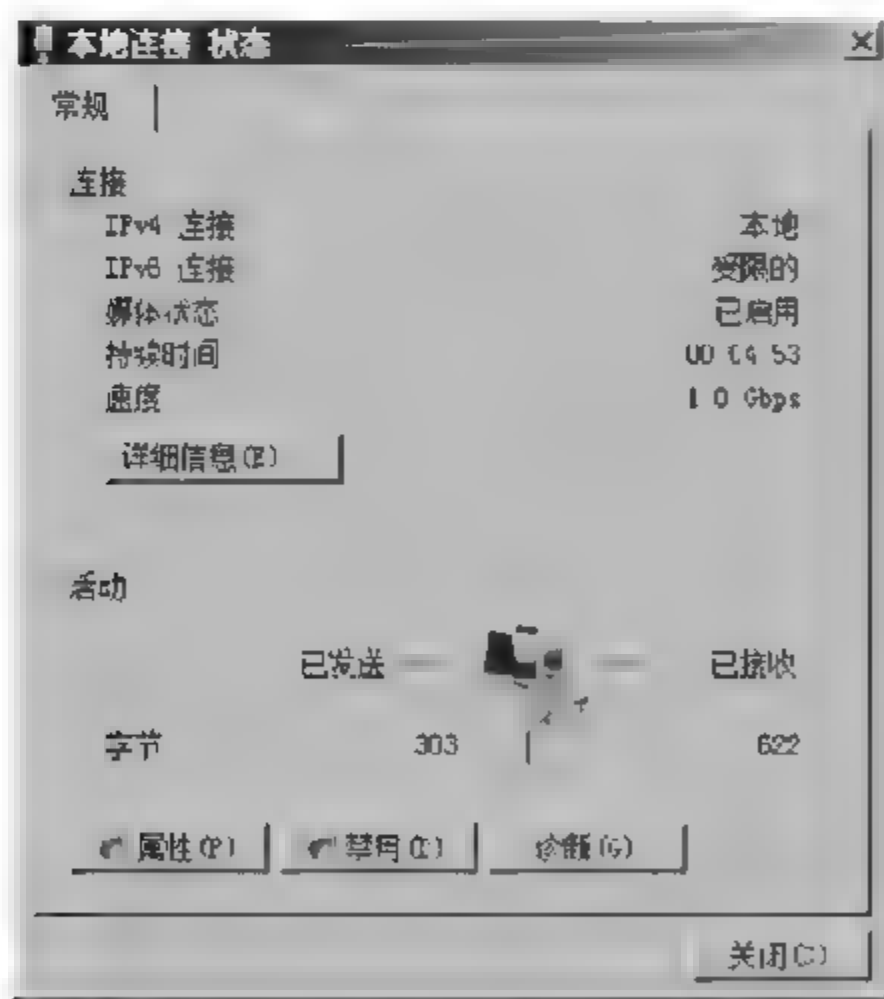 本地连接 状态
常规
连接
IPv4 连接 本地
IPv6 连接 受限的
媒体状态 已启用
持续时间 00 04 53
速度 1 0 Gbps
详细信息(E)
活动
已发送 已接收
字节 303 622
属性(P) 禁用(D) 诊断(G)
关闭(C)